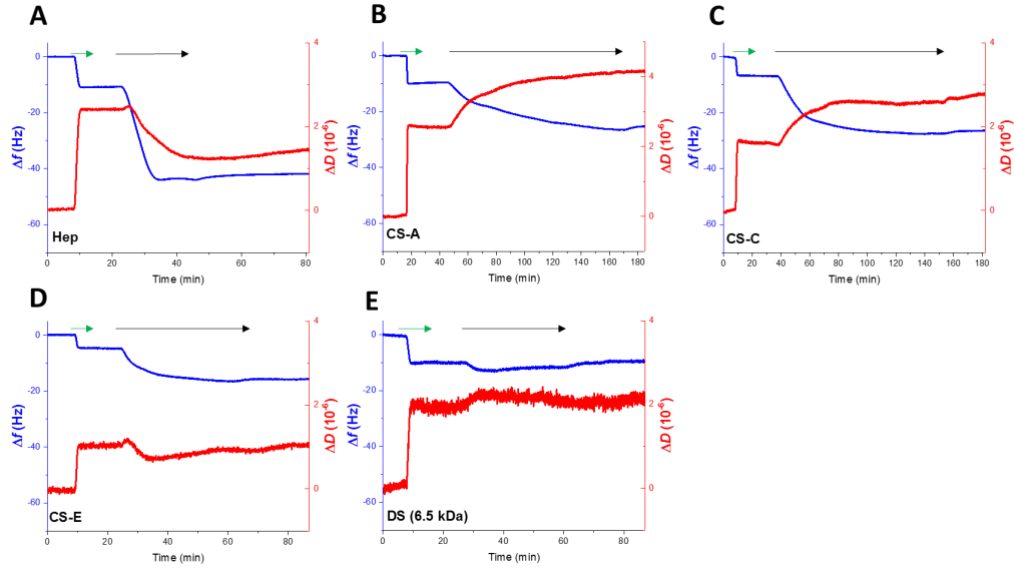 A
B
C
0
-20
-40
-60
Δf (Hz)
4
2
0
ΔD (10⁻⁶)
Hep
0 20 40 60 80
Time (min)
0
-20
-40
-60
Δf (Hz)
4
2
0
ΔD (10⁻⁶)
CS-A
0 20 40 60 80 100 120 140 160 180
Time (min)
0
-20
-40
-60
Δf (Hz)
4
2
0
ΔD (10⁻⁶)
CS-C
0 20 40 60 80 100 120 140 160 180
Time (min)
D
E
0
-20
-40
-60
Δf (Hz)
4
2
0
ΔD (10⁻⁶)
CS-E
0 20 40 60 80
Time (min)
0
-20
-40
-60
Δf (Hz)
4
2
0
ΔD (10⁻⁶)
DS (6.5 kDa)
0 20 40 60 80
Time (min)